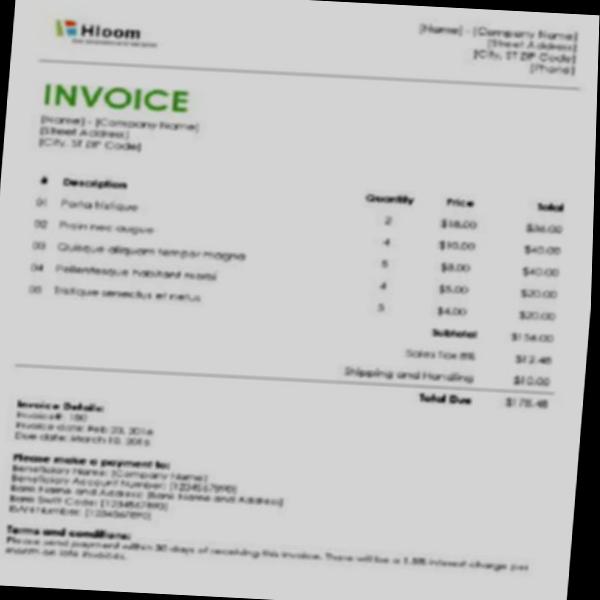 Hloom
[Name] - [Company Name]
[Street Address]
[City, ST ZIP Code]
[Phone]
INVOICE
[Name] - [Company Name]
[Street Address]
[City, ST ZIP Code]
# Description Quantity Price Total
01 Porta tristique 2 $18.00 $36.00
02 Proin nec augue 4 $10.00 $40.00
03 Quisque aliquam tempor magna 5 $8.00 $40.00
04 Pellentesque habitant morbi 4 $5.00 $20.00
05 Tristique senectus et netus 5 $4.00 $20.00
Subtotal $156.00
Sales Tax 8% $12.48
Shipping and Handling $10.00
Total Due $178.48
Invoice Details:
Invoice#: 100
Invoice date: Feb 23, 2016
Due date: March 10, 2016
Please make a payment to:
Beneficiary Name: [Company Name]
Beneficiary Account Number: [1234567890]
Bank Name and Address: [Bank Name and Address]
Bank Swift Code: [1234567890]
IBAN Number: [1234567890]
Terms and conditions:
Please send payment within 30 days of receiving this invoice. There will be a 1.5% interest charge per
month on late invoices.